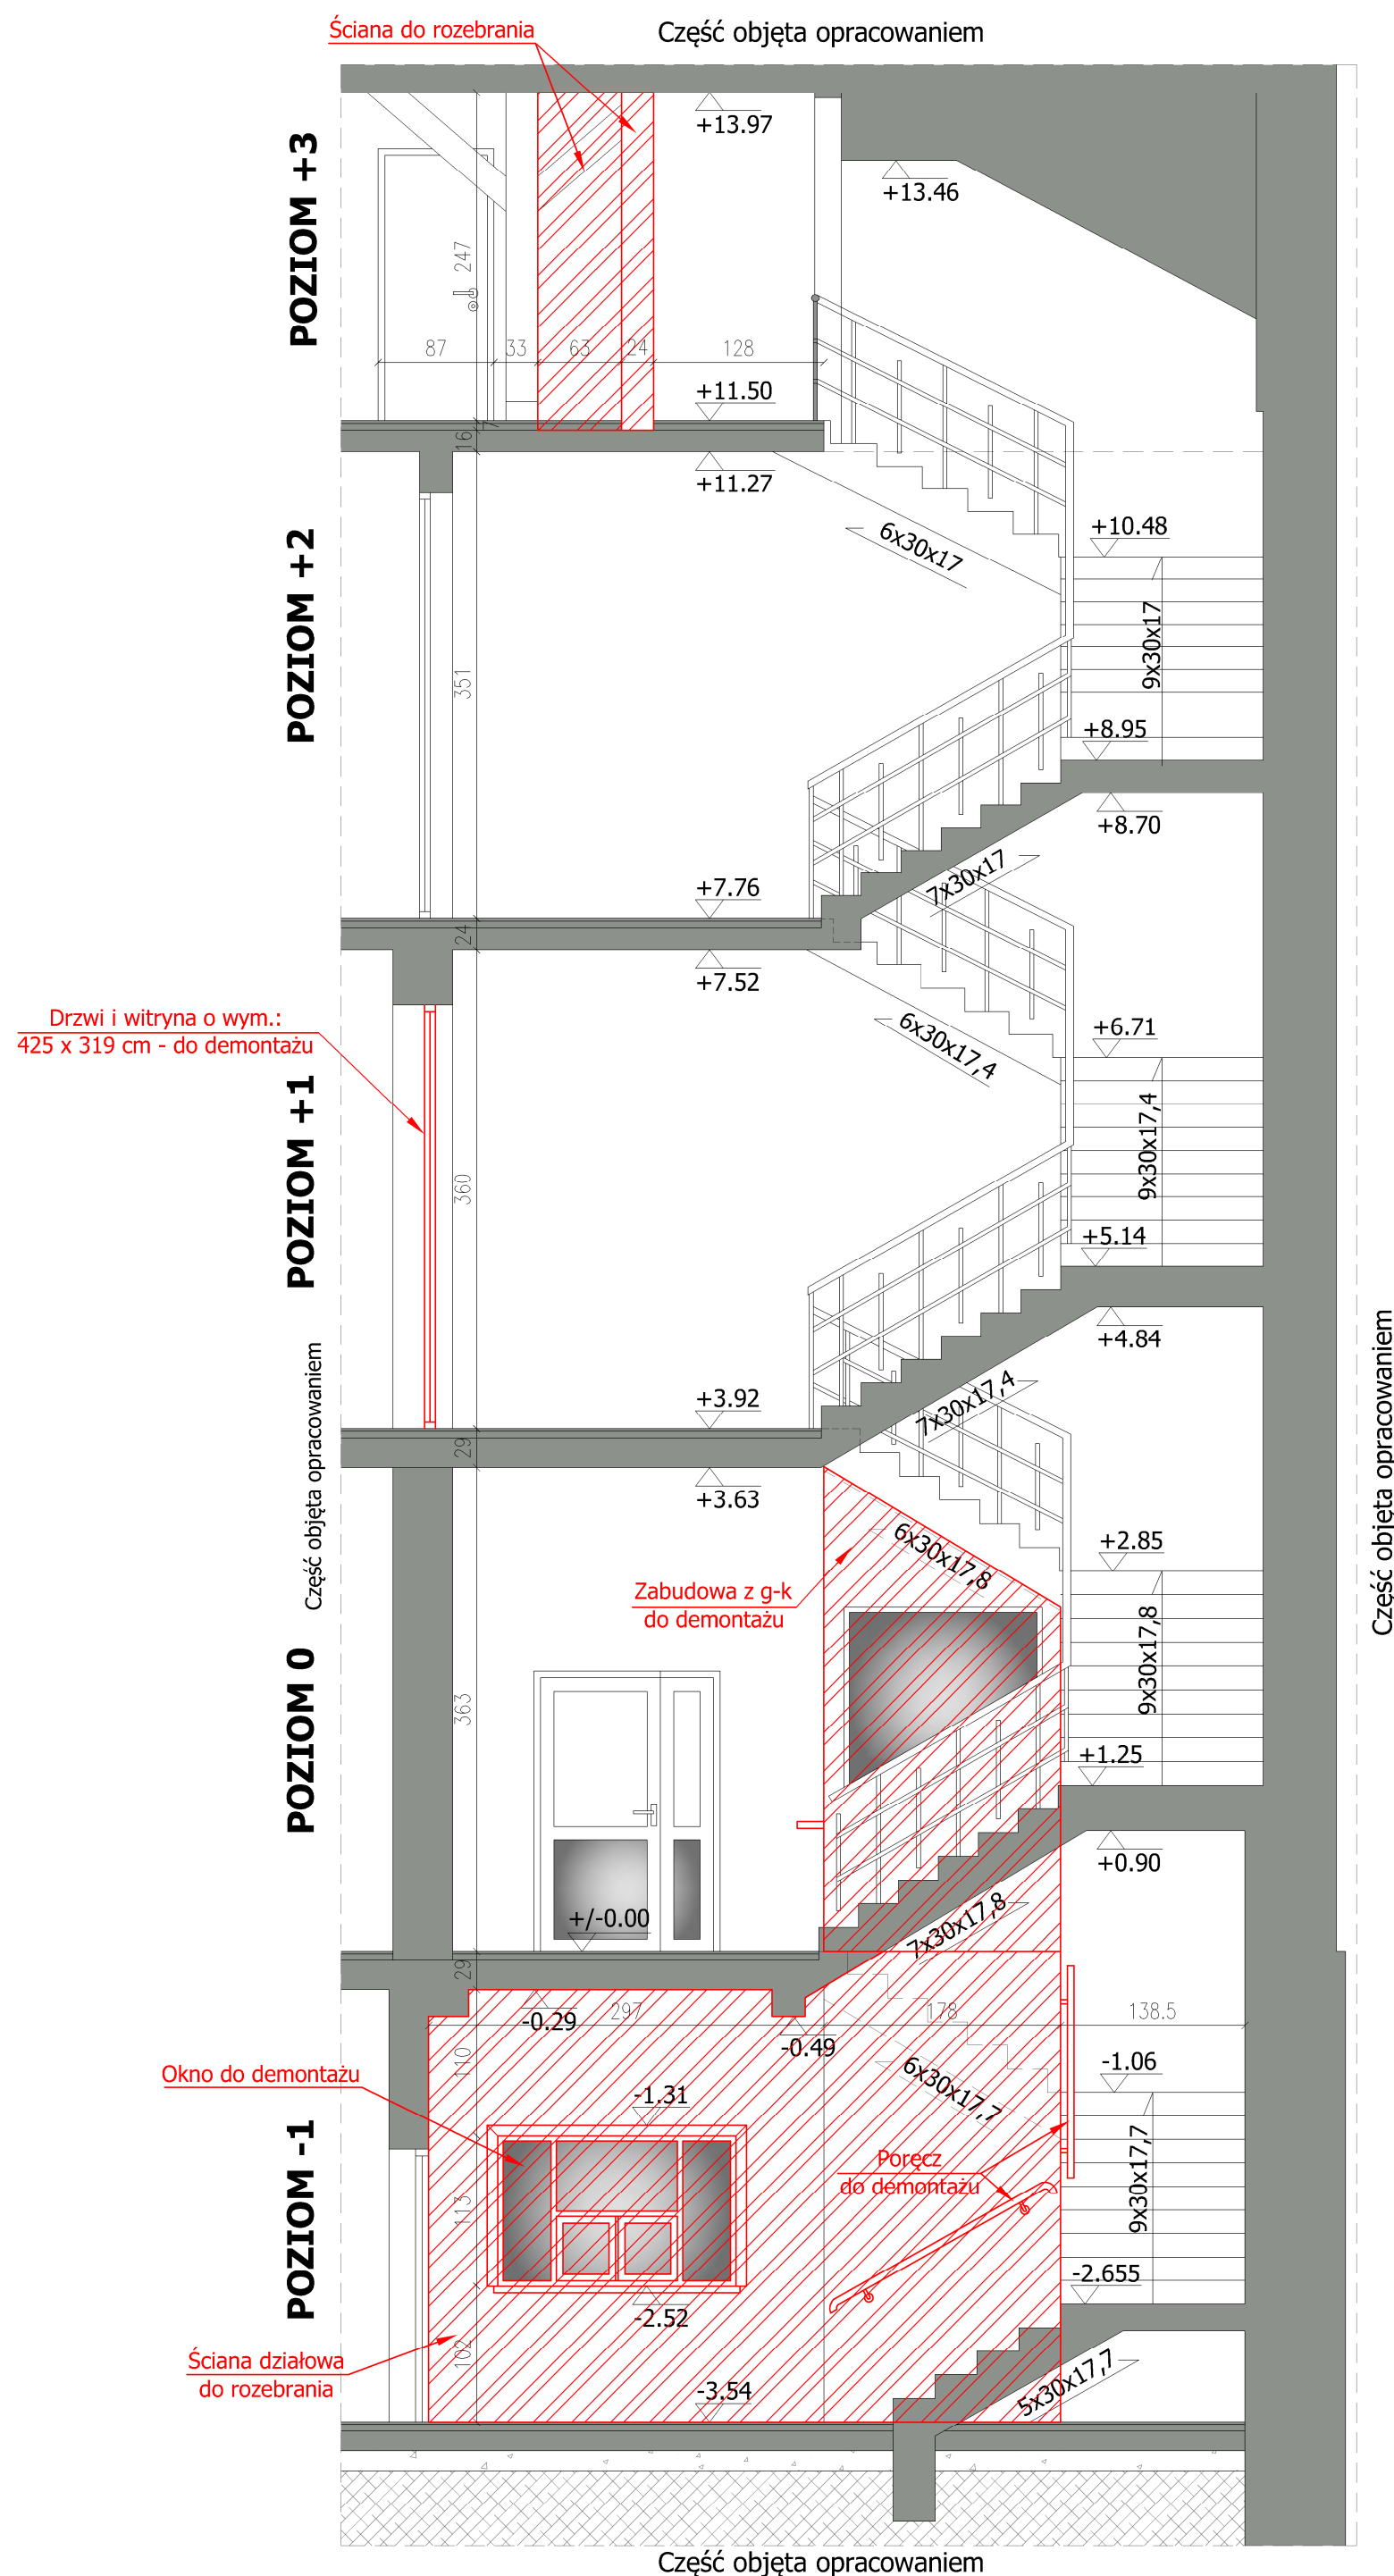 Ściana do rozebrania
Część objęta opracowaniem
POZIOM +3
+13.97
+13.46
247
87
33
63
24
128
+11.50
7
16
+11.27
POZIOM +2
6x30x17
+10.48
9x30x17
351
+8.95
+8.70
7x30x17
+7.76
24
+7.52
Drzwi i witryna o wym.:
425 x 319 cm - do demontażu
6x30x17,4
+6.71
POZIOM +1
9x30x17,4
360
+5.14
+4.84
Część objęta opracowaniem
Część objęta opracowaniem
7x30x17,4
+3.92
29
+3.63
6x30x17,8
+2.85
Zabudowa z g-k
do demontażu
9x30x17,8
POZIOM 0
363
+1.25
+0.90
+/-0.00
7x30x17,8
29
-0.29
297
-0.49
178
138.5
110
-1.06
Okno do demontażu
6x30x17,7
-1.31
POZIOM -1
Poręcz
do demontażu
9x30x17,7
113
-2.655
-2.52
Ściana działowa
do rozebrania
102
-3.54
5x30x17,7
Część objęta opracowaniem